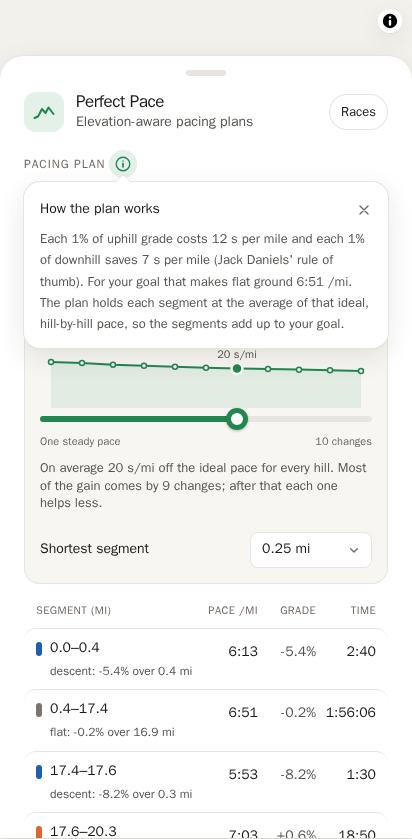 Perfect Pace
Elevation-aware pacing plans
Races
PACING PLAN
How the plan works
Each 1% of uphill grade costs 12 s per mile and each 1%
of downhill saves 7 s per mile (Jack Daniels' rule of
thumb). For your goal that makes flat ground 6:51 /mi.
The plan holds each segment at the average of that ideal,
hill-by-hill pace, so the segments add up to your goal.
20 s/mi
One steady pace 10 changes
On average 20 s/mi off the ideal pace for every hill. Most
of the gain comes by 9 changes; after that each one
helps less.
Shortest segment 0.25 mi
SEGMENT (MI) PACE /MI GRADE TIME
0.0–0.4 6:13 -5.4% 2:40
descent: -5.4% over 0.4 mi
0.4–17.4 6:51 -0.2% 1:56:06
flat: -0.2% over 16.9 mi
17.4–17.6 5:53 -8.2% 1:30
descent: -8.2% over 0.3 mi
17.6–20.3 7:03 +0.6% 18:50